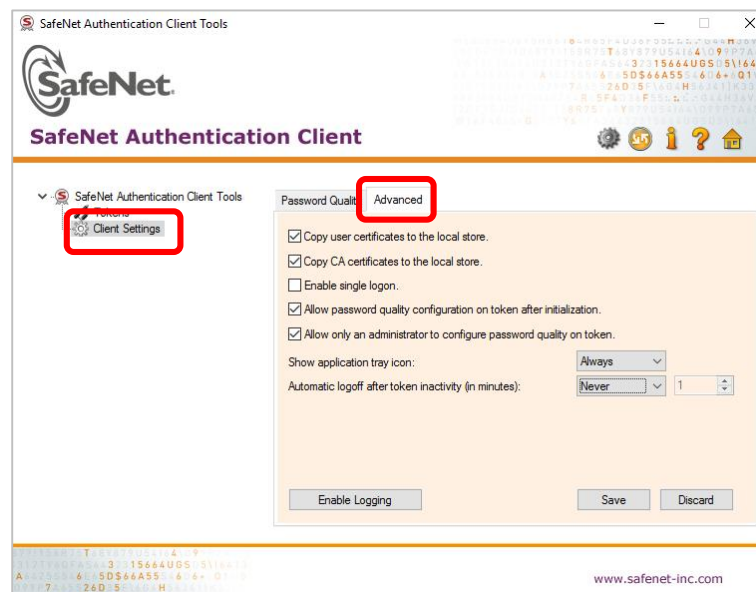 SafeNet Authentication Client Tools
SafeNet.
SafeNet Authentication Client
SafeNet Authentication Client Tools
Tokens
Client Settings
Password Qualit
Advanced
Copy user certificates to the local store.
Copy CA certificates to the local store.
Enable single logon.
Allow password quality configuration on token after initialization.
Allow only an administrator to configure password quality on token.
Show application tray icon: Always
Automatic logoff after token inactivity (in minutes): Never 1
Enable Logging Save Discard
www.safenet-inc.com